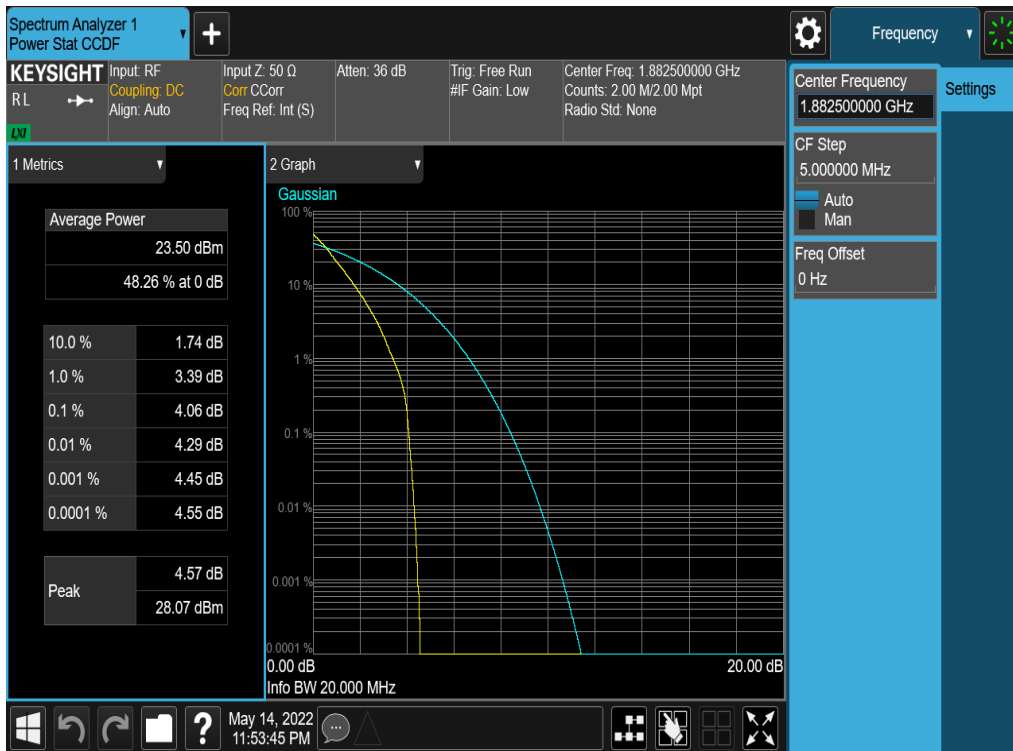 Spectrum Analyzer 1
Power Stat CCDF
+
Frequency
KEYSIGHT
R L
LXI
Input: RF
Coupling: DC
Align: Auto
Input Z: 50 Ω
Corr CCorr
Freq Ref: Int (S)
Atten: 36 dB
Trig: Free Run
#IF Gain: Low
Center Freq: 1.882500000 GHz
Counts: 2.00 M/2.00 Mpt
Radio Std: None
Center Frequency
1.882500000 GHz
Settings
CF Step
5.000000 MHz
Auto
Man
Freq Offset
0 Hz
1 Metrics
Average Power
23.50 dBm
48.26 % at 0 dB
10.0 % 1.74 dB
1.0 % 3.39 dB
0.1 % 4.06 dB
0.01 % 4.29 dB
0.001 % 4.45 dB
0.0001 % 4.55 dB
Peak
4.57 dB
28.07 dBm
2 Graph
Gaussian
100 %
10 %
1 %
0.1 %
0.01 %
0.001 %
0.0001 %
0.00 dB 20.00 dB
Info BW 20.000 MHz
?
May 14, 2022
11:53:45 PM